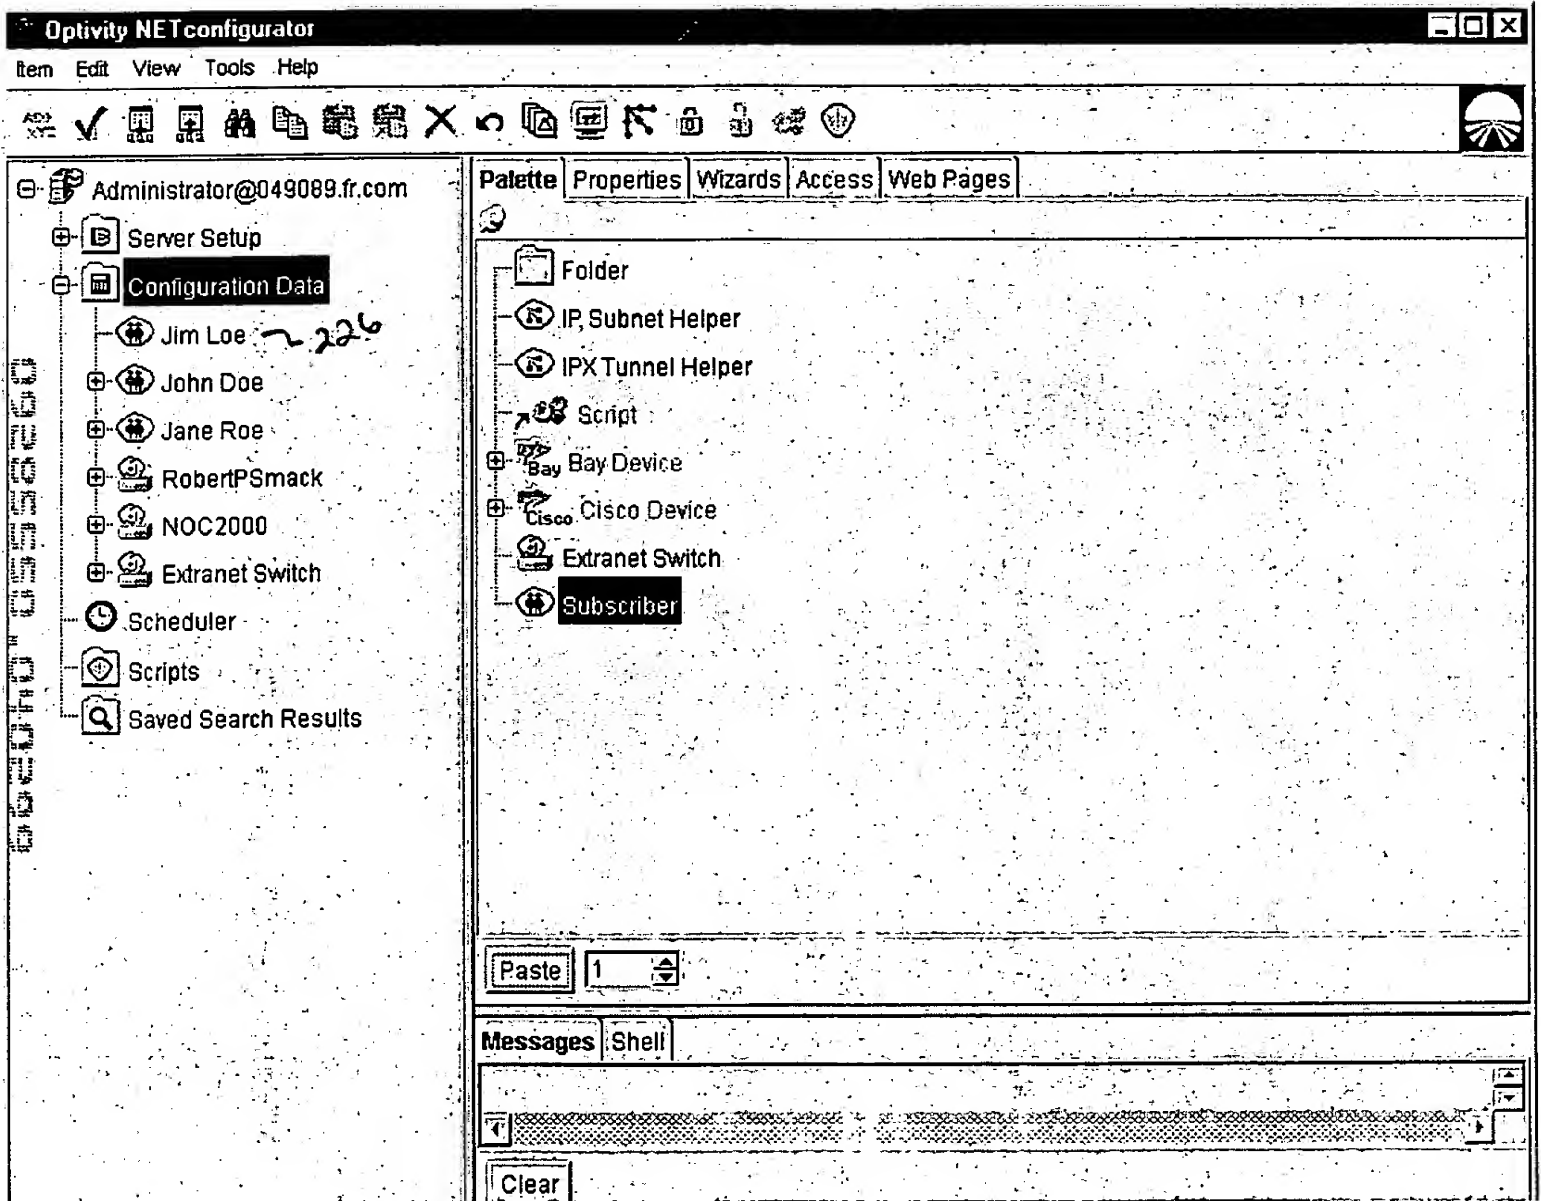 Optivity NETconfigurator
Item Edit View Tools Help
Administrator@049089.fr.com
Server Setup
Configuration Data
Jim Loe 226
John Doe
Jane Roe
RobertPSmack
NOC2000
Extranet Switch
Scheduler
Scripts
Saved Search Results
Palette Properties Wizards Access Web Pages
Folder
IP, Subnet Helper
IPX Tunnel Helper
Script
Bay Bay Device
Cisco Cisco Device
Extranet Switch
Subscriber
Paste 1
Messages Shell
Clear